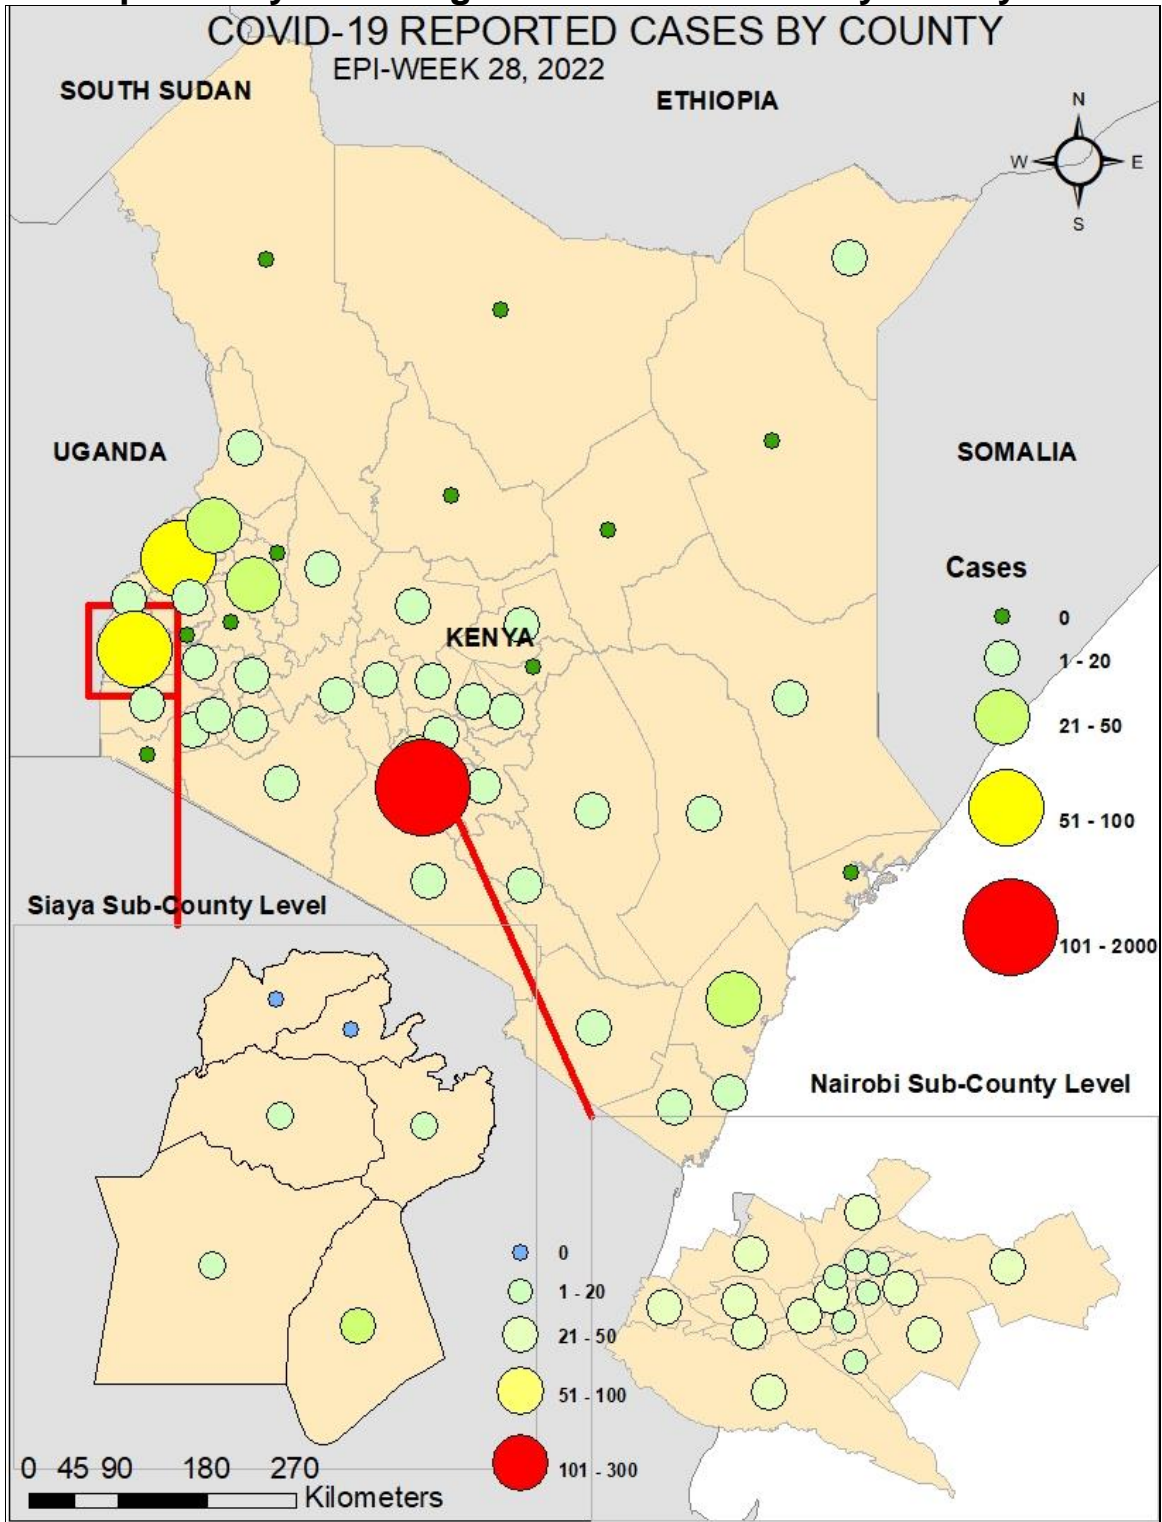 COVID-19 REPORTED CASES BY COUNTY
EPI-WEEK 28, 2022
SOUTH SUDAN
ETHIOPIA
N
W
E
S
UGANDA
SOMALIA
KENYA
Cases
0
1 - 20
21 - 50
51 - 100
101 - 2000
Siaya Sub-County Level
Nairobi Sub-County Level
0
1 - 20
21 - 50
51 - 100
101 - 300
0 45 90 180 270
Kilometers